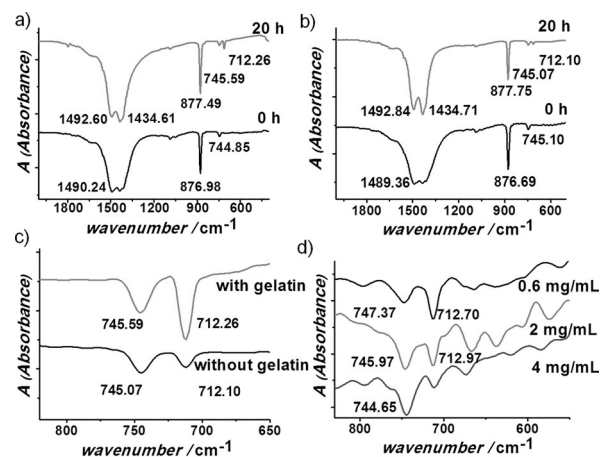 a)
20 h
712.26
745.59
877.49
1492.60
1434.61
0 h
744.85
1490.24
876.98
A (Absorbance)
1800 1500 1200 900 600
wavenumber / cm-1
b)
20 h
712.10
745.07
877.75
1492.84
1434.71
0 h
745.10
1489.36
876.69
A (Absorbance)
1800 1500 1200 900 600
wavenumber / cm-1
c)
with gelatin
745.59
712.26
without gelatin
745.07
712.10
A (Absorbance)
800 750 700 650
wavenumber / cm-1
d)
0.6 mg/mL
747.37
712.70
2 mg/mL
745.97
712.97
4 mg/mL
744.65
A (Absorbance)
800 700 600
wavenumber / cm-1